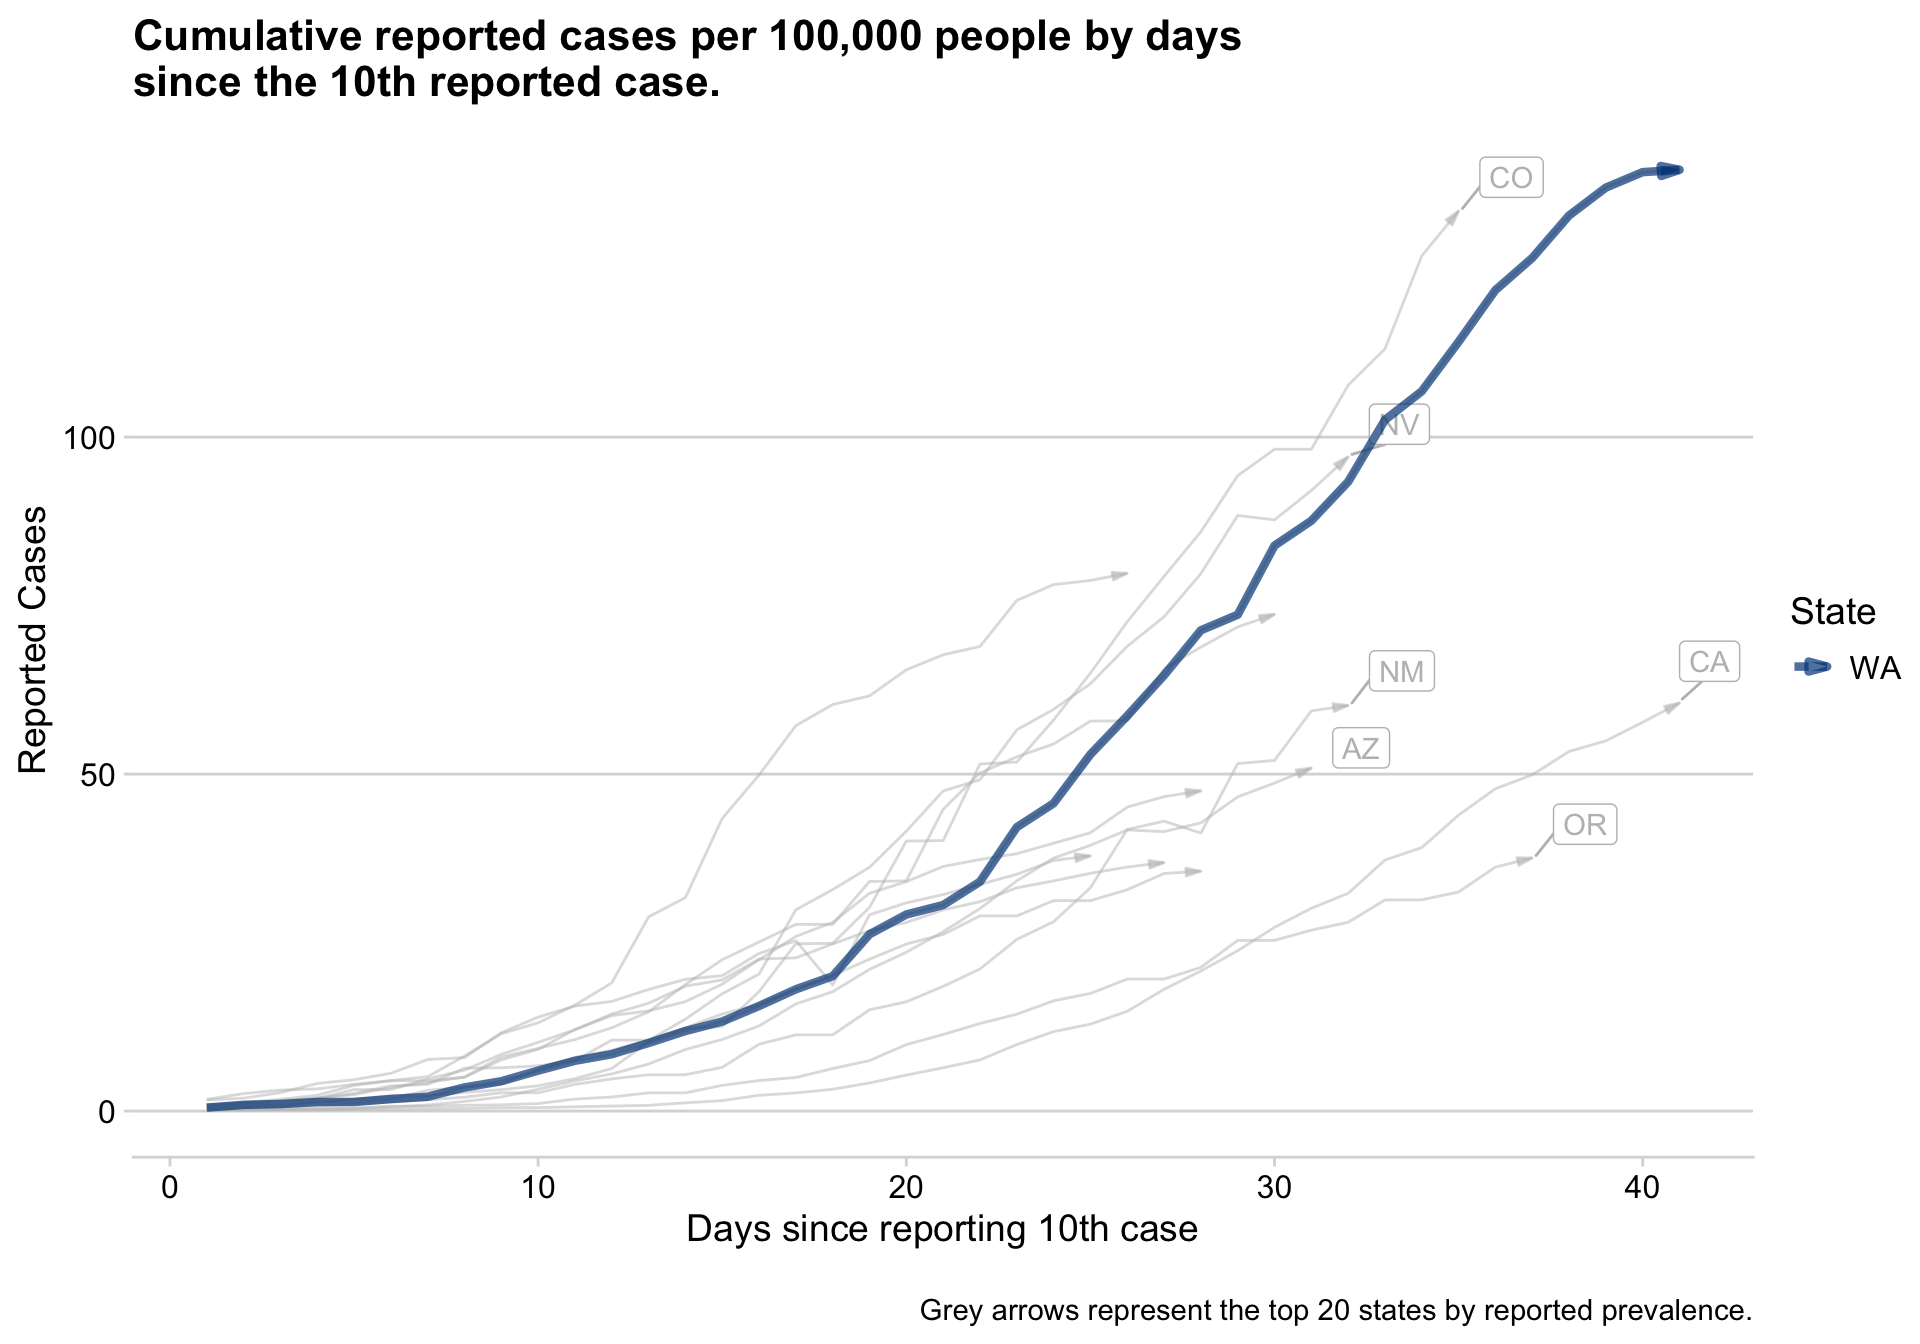 Cumulative reported cases per 100,000 people by days
since the 10th reported case.
CO
NV
100
Reported Cases
State
WA
CA
NM
AZ
50
OR
0
0 10 20 30 40
Days since reporting 10th case
Grey arrows represent the top 20 states by reported prevalence.